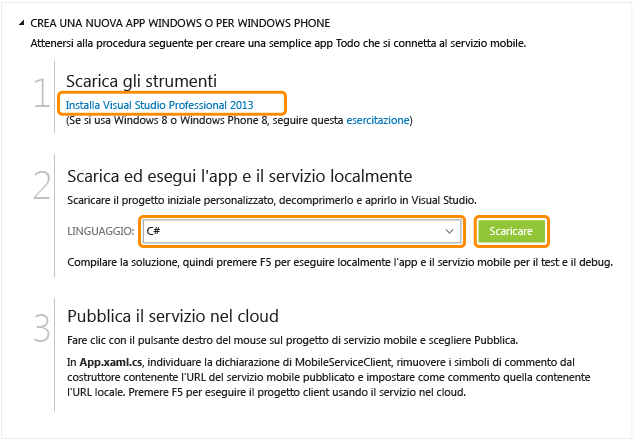 CREA UNA NUOVA APP WINDOWS O PER WINDOWS PHONE
Attenersi alla procedura seguente per creare una semplice app Todo che si connetta al servizio mobile.
1
Scarica gli strumenti
Installa Visual Studio Professional 2013
(Se si usa Windows 8 o Windows Phone 8, seguire questa esercitazione)
2
Scarica ed esegui l'app e il servizio localmente
Scaricare il progetto iniziale personalizzato, decomprimerlo e aprirlo in Visual Studio.
LINGUAGGIO: C# Scaricare
Compilare la soluzione, quindi premere F5 per eseguire localmente l'app e il servizio mobile per il test e il debug.
3
Pubblica il servizio nel cloud
Fare clic con il pulsante destro del mouse sul progetto di servizio mobile e scegliere Pubblica.
In App.xaml.cs, individuare la dichiarazione di MobileServiceClient, rimuovere i simboli di commento dal
costruttore contenente l'URL del servizio mobile pubblicato e impostare come commento quella contenente
l'URL locale. Premere F5 per eseguire il progetto client usando il servizio nel cloud.